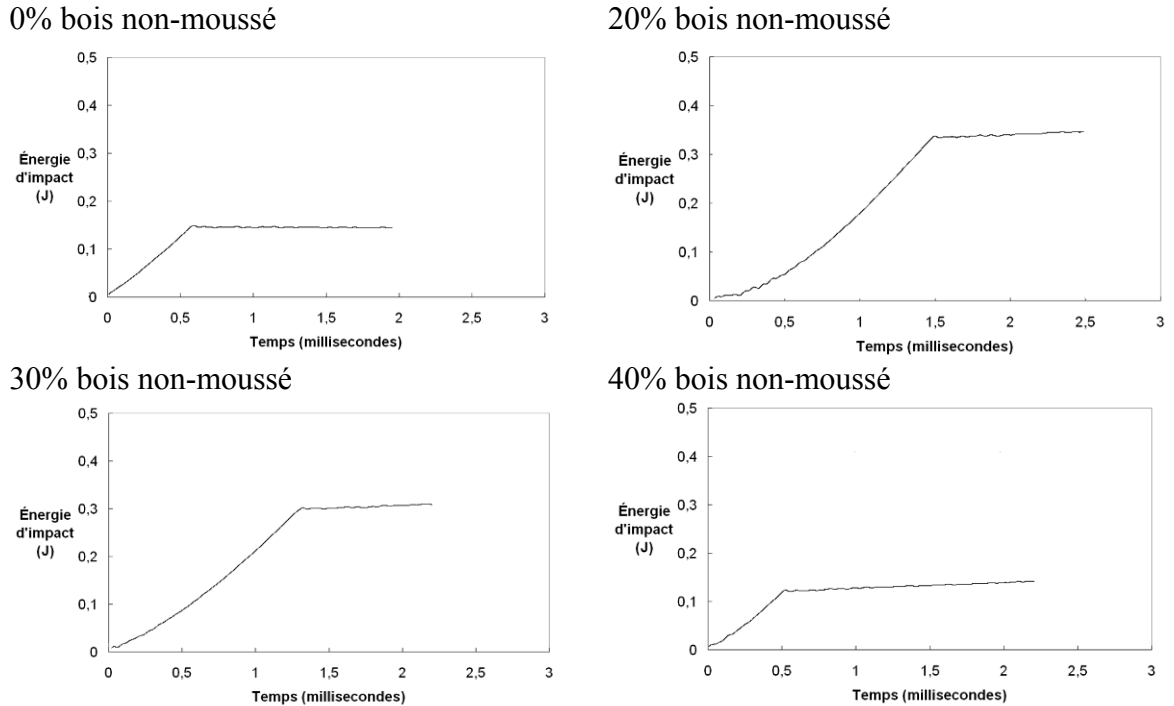 0% bois non-moussé
0,5
0,4
0,3
0,2
0,1
0
Énergie
d'impact
(J)
0 0,5 1 1,5 2 2,5 3
Temps (millisecondes)
20% bois non-moussé
0,5
0,4
0,3
0,2
0,1
0
Énergie
d'impact
(J)
0 0,5 1 1,5 2 2,5 3
Temps (millisecondes)
30% bois non-moussé
0,5
0,4
0,3
0,2
0,1
0
Énergie
d'impact
(J)
0 0,5 1 1,5 2 2,5 3
Temps (millisecondes)
40% bois non-moussé
0,5
0,4
0,3
0,2
0,1
0
Énergie
d'impact
(J)
0 0,5 1 1,5 2 2,5 3
Temps (millisecondes)